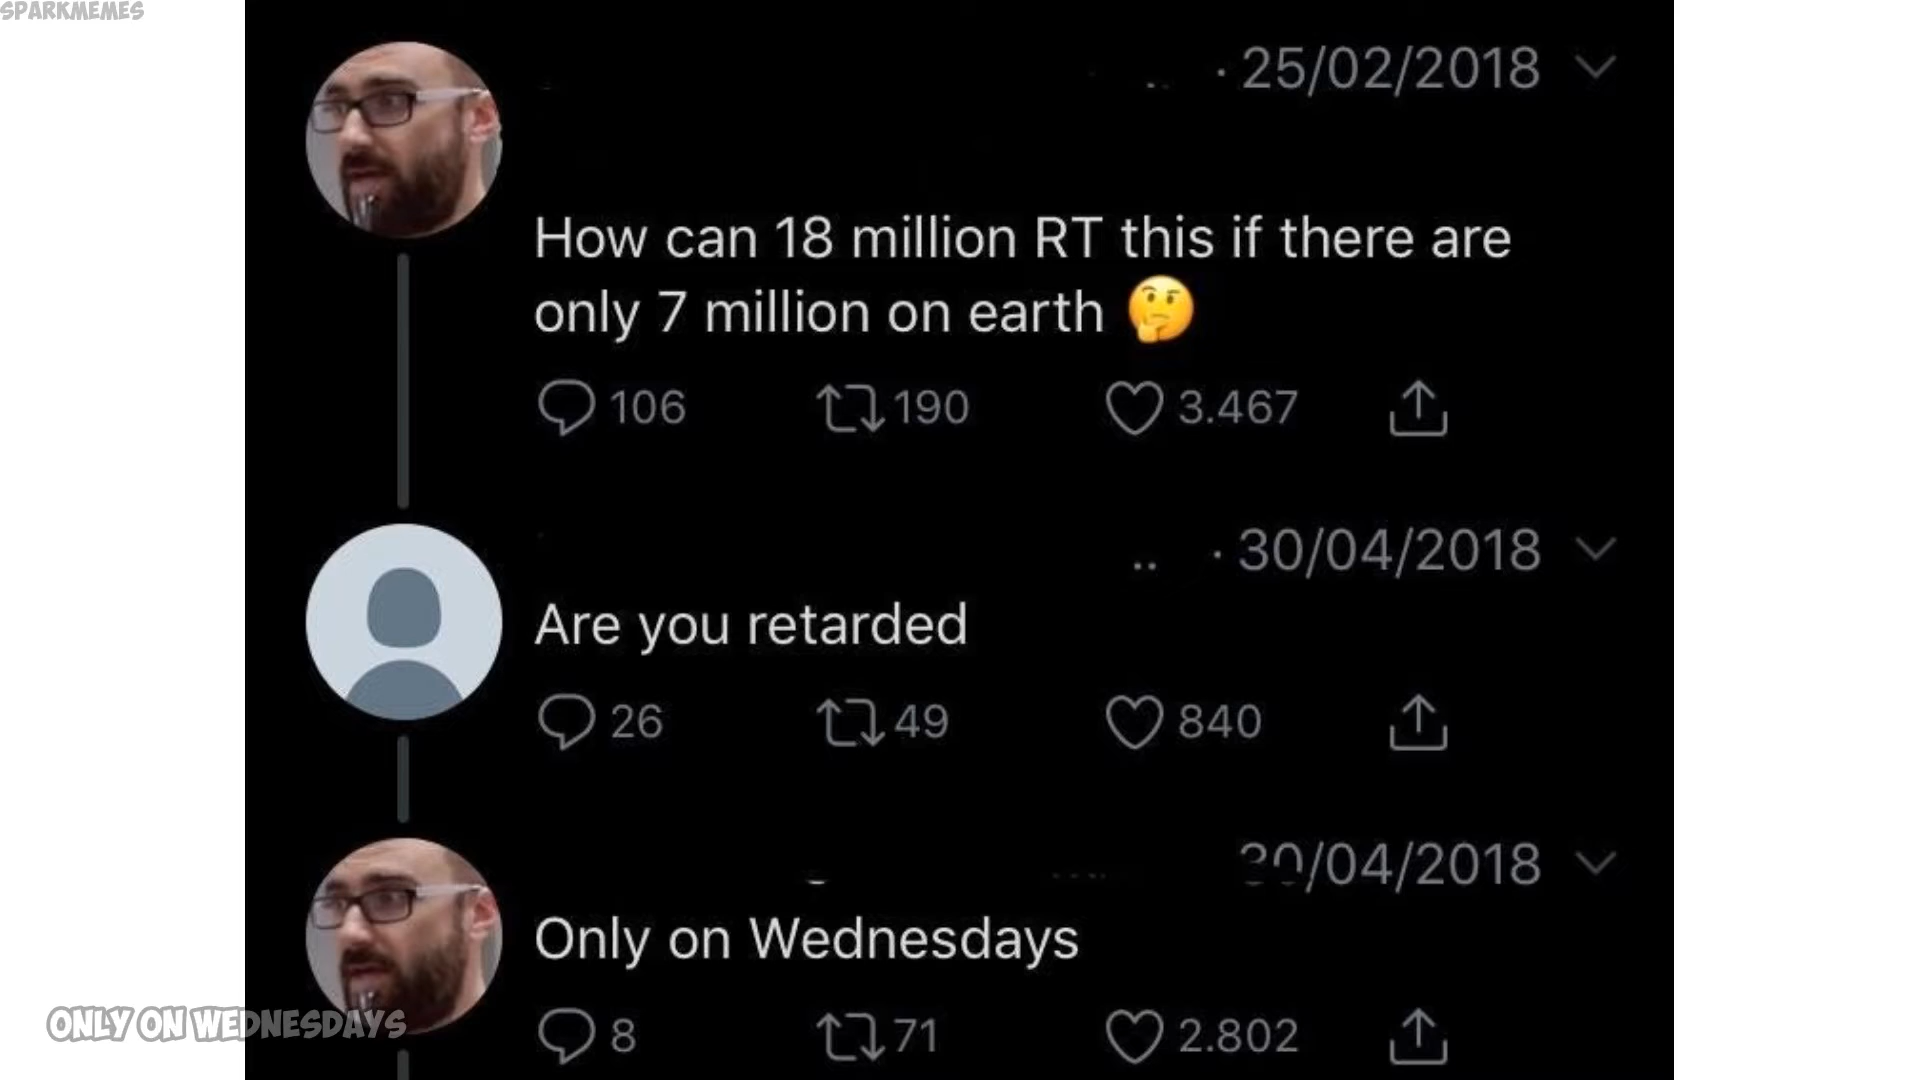 SPARKMEMES
· 25/02/2018
How can 18 million RT this if there are
only 7 million on earth 🤔
106 190 3.467
.. · 30/04/2018
Are you retarded
26 49 840
30/04/2018
Only on Wednesdays
8 71 2.802
ONLY ON WEDNESDAYS